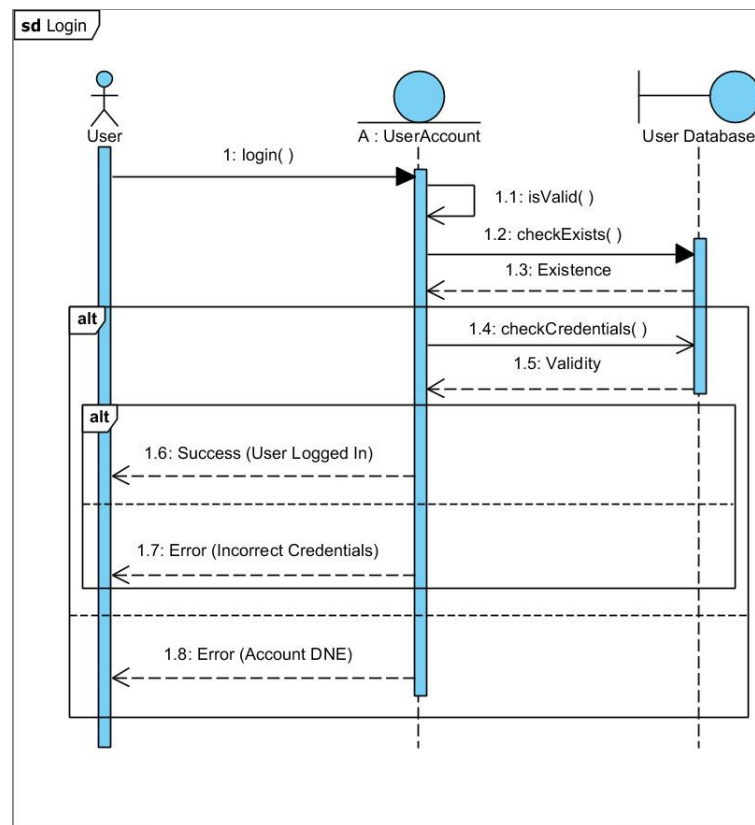 sd Login
User
A : UserAccount
User Database
1: login( )
1.1: isValid( )
1.2: checkExists( )
1.3: Existence
alt
1.4: checkCredentials( )
1.5: Validity
alt
1.6: Success (User Logged In)
1.7: Error (Incorrect Credentials)
1.8: Error (Account DNE)